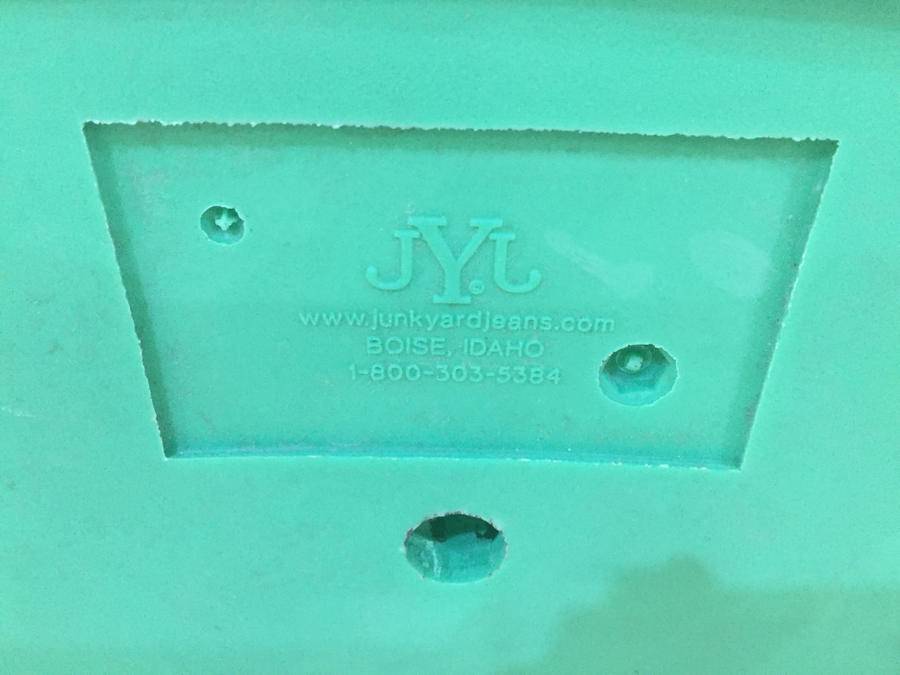 JYJ®
www.junkyardjeans.com
BOISE, IDAHO
1-800-303-5384